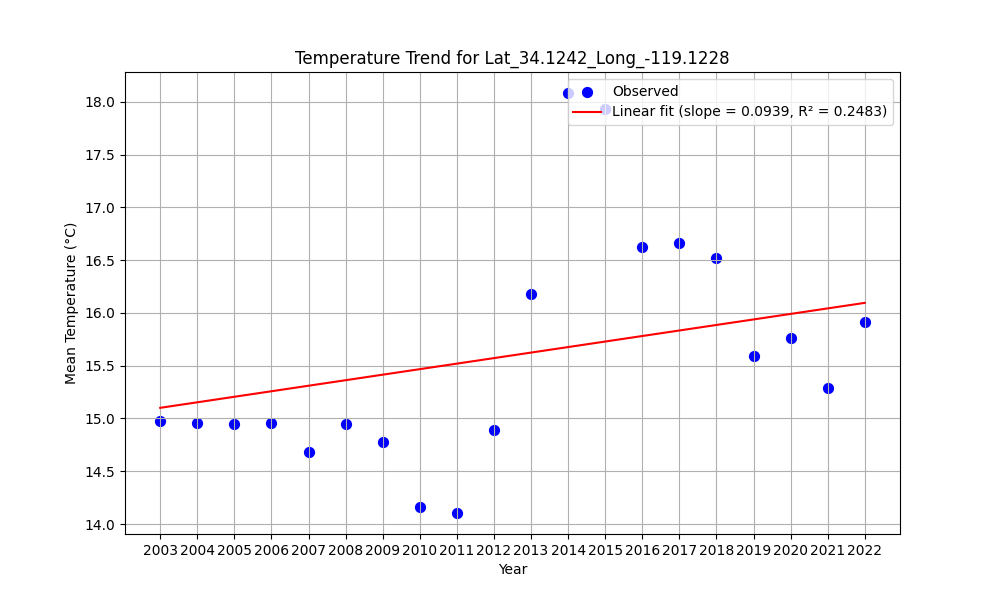 Temperature Trend for Lat_34.1242_Long_-119.1228
Observed
Linear fit (slope = 0.0939, R² = 0.2483)
Mean Temperature (°C)
18.0
17.5
17.0
16.5
16.0
15.5
15.0
14.5
14.0
2003 2004 2005 2006 2007 2008 2009 2010 2011 2012 2013 2014 2015 2016 2017 2018 2019 2020 2021 2022
Year